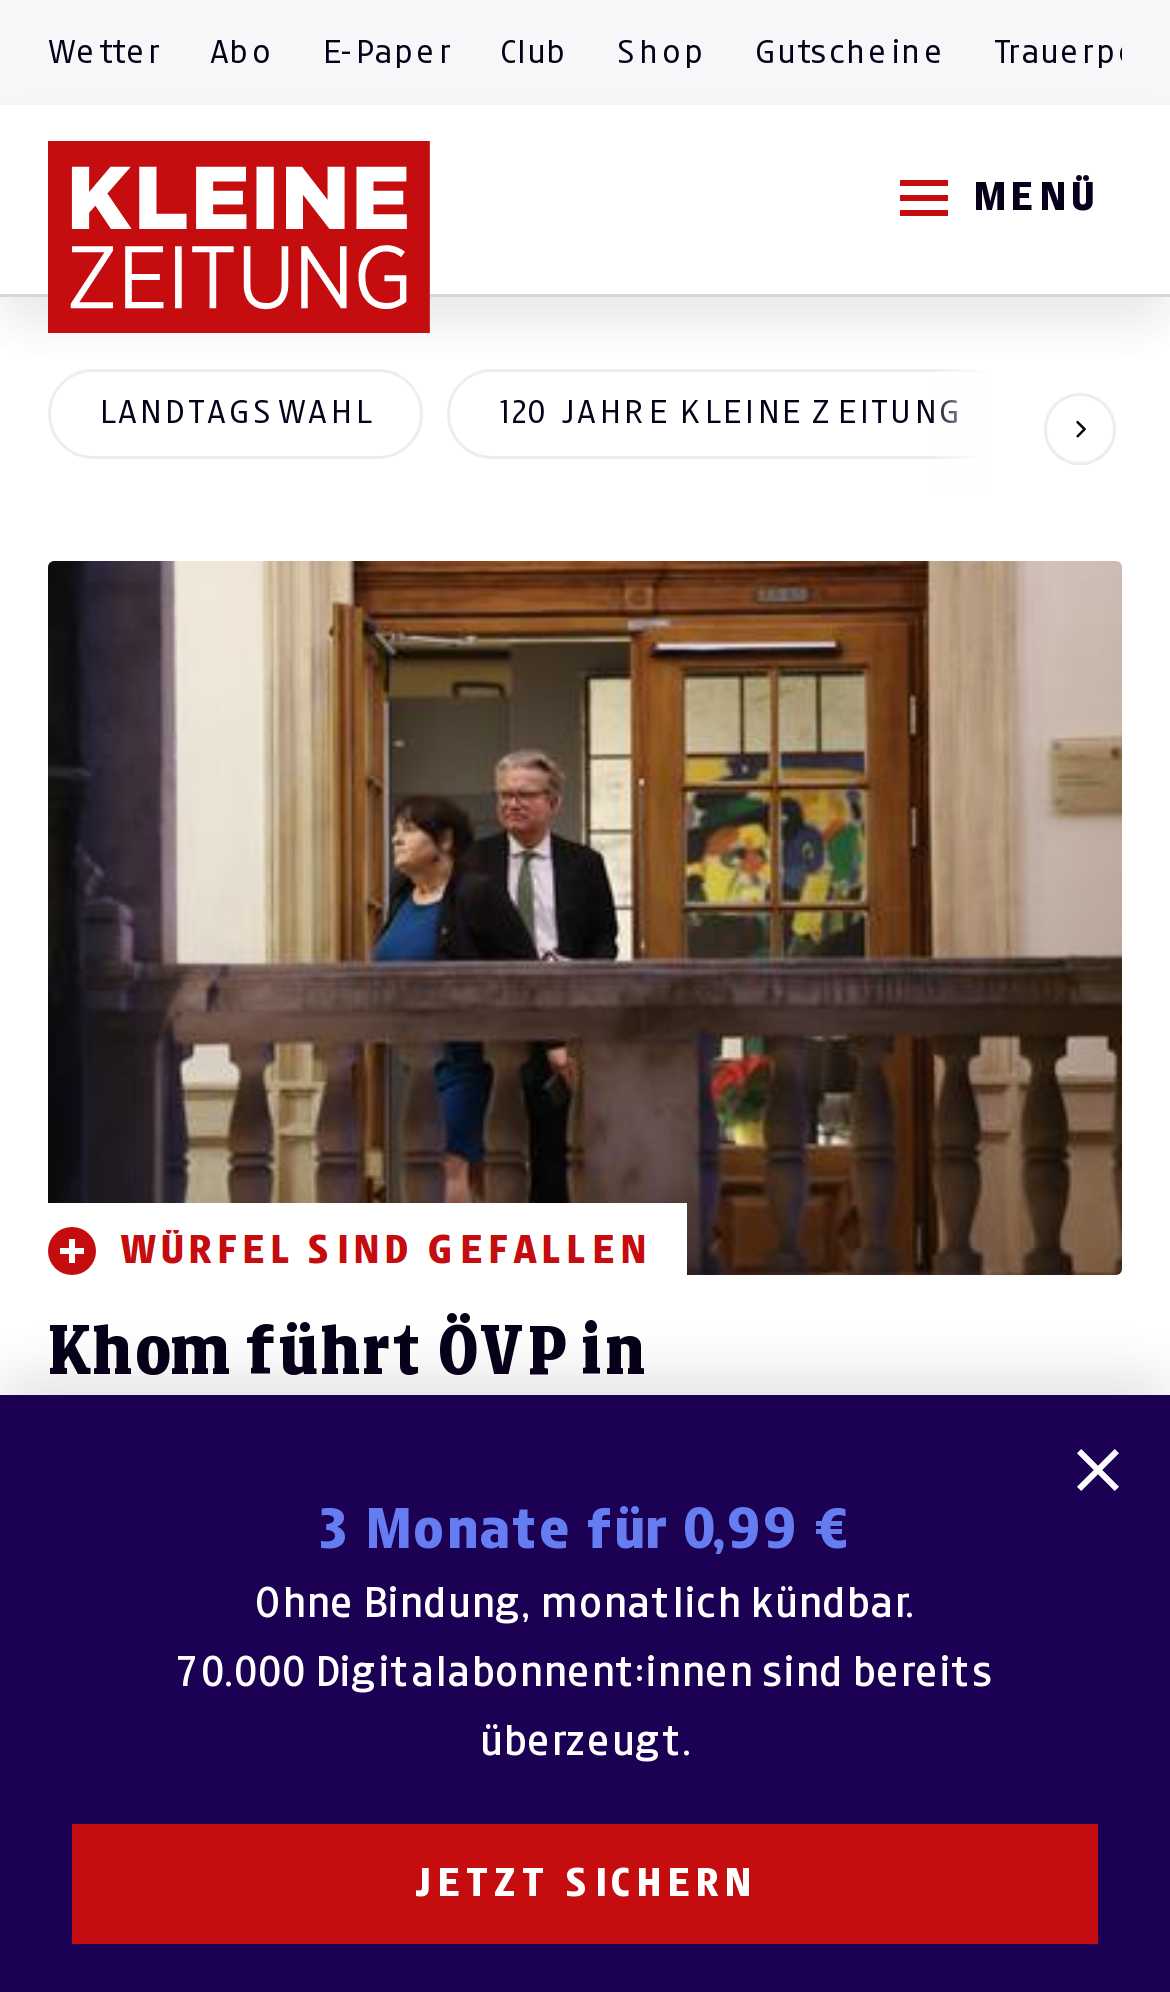 Wetter Abo E-Paper Club Shop Gutscheine
KLEINE
ZEITUNG
MENÜ
LANDTAGSWAHL 120 JAHRE KLEINE ZEITUNG
WÜRFEL SIND GEFALLEN
Khom führt ÖVP in
3 Monate für 0,99 €
Ohne Bindung, monatlich kündbar.
70.000 Digitalabonnent:innen sind bereits
überzeugt.
JETZT SICHERN